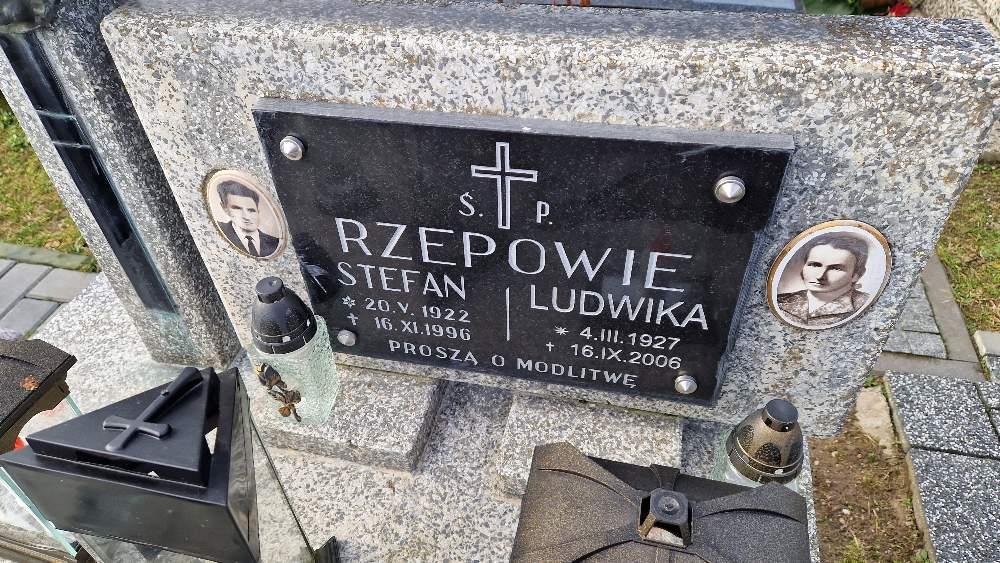 Ś. P.
RZEPOWIE
STEFAN
* 20.V.1922
✝ 16.XI.1996
LUDWIKA
* 4.III.1927
✝ 16.IX.2006
PROSZĄ O MODLITWĘ